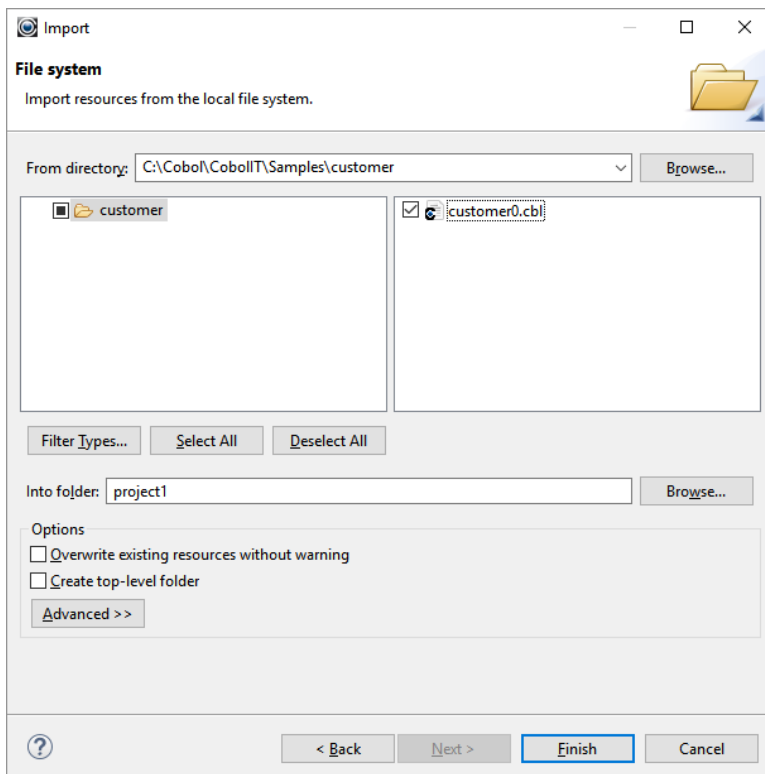 Import
File system
Import resources from the local file system.
From directory: C:\Cobol\CobolIT\Samples\customer Browse...
customer customer0.cbl
Filter Types... Select All Deselect All
Into folder: project1 Browse...
Options
Overwrite existing resources without warning
Create top-level folder
Advanced >>
? < Back Next > Finish Cancel